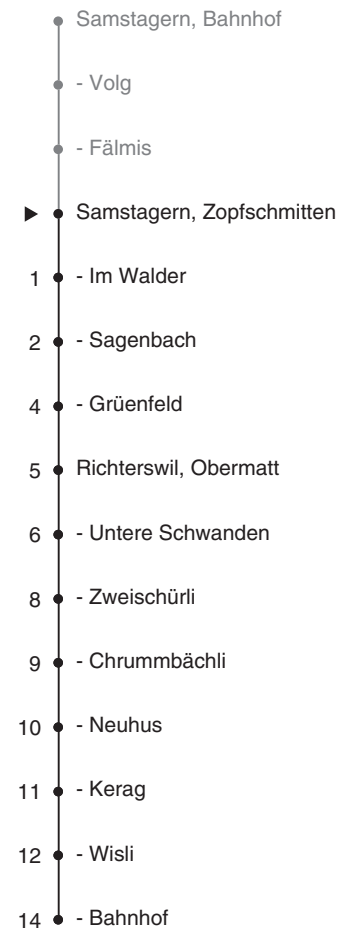 Samstagern, Bahnhof
- Volg
- Fälmis
Samstagern, Zopfschmitten
1 - Im Walder
2 - Sagenbach
4 - Grüenfeld
5 Richterswil, Obermatt
6 - Untere Schwanden
8 - Zweischürli
9 - Chrummbächli
10 - Neuhus
11 - Kerag
12 - Wisli
14 - Bahnhof